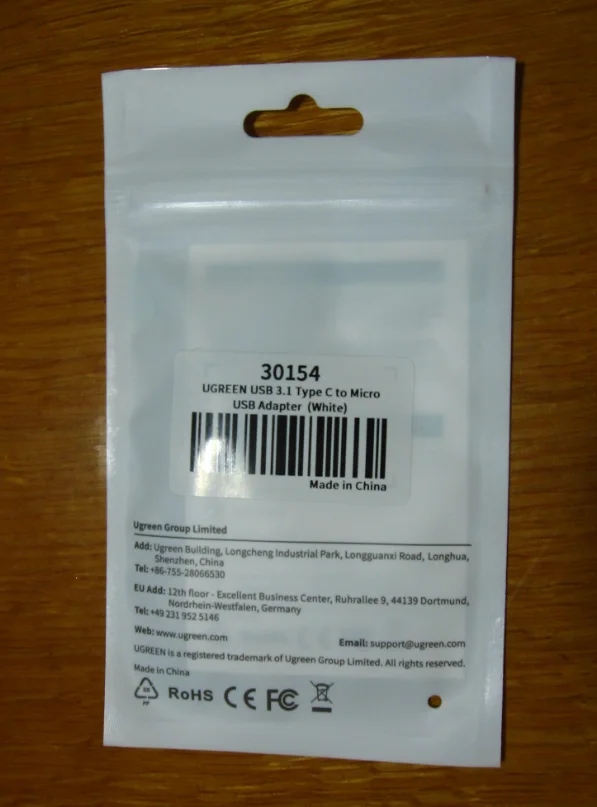 30154
UGREEN USB 3.1 Type C to Micro
USB Adapter (White)
Made in China
Ugreen Group Limited
Add: Ugreen Building, Longcheng Industrial Park, Longguanxi Road, Longhua,
Shenzhen, China
Tel: +86-755-28066530
EU Add: 12th floor - Excellent Business Center, Ruhrallee 9, 44139 Dortmund,
Nordrhein-Westfalen, Germany
Tel: +49 231 952 5146
Web: www.ugreen.com Email: support@ugreen.com
UGREEN is a registered trademark of Ugreen Group Limited. All rights reserved.
Made in China
RoHS CE FC